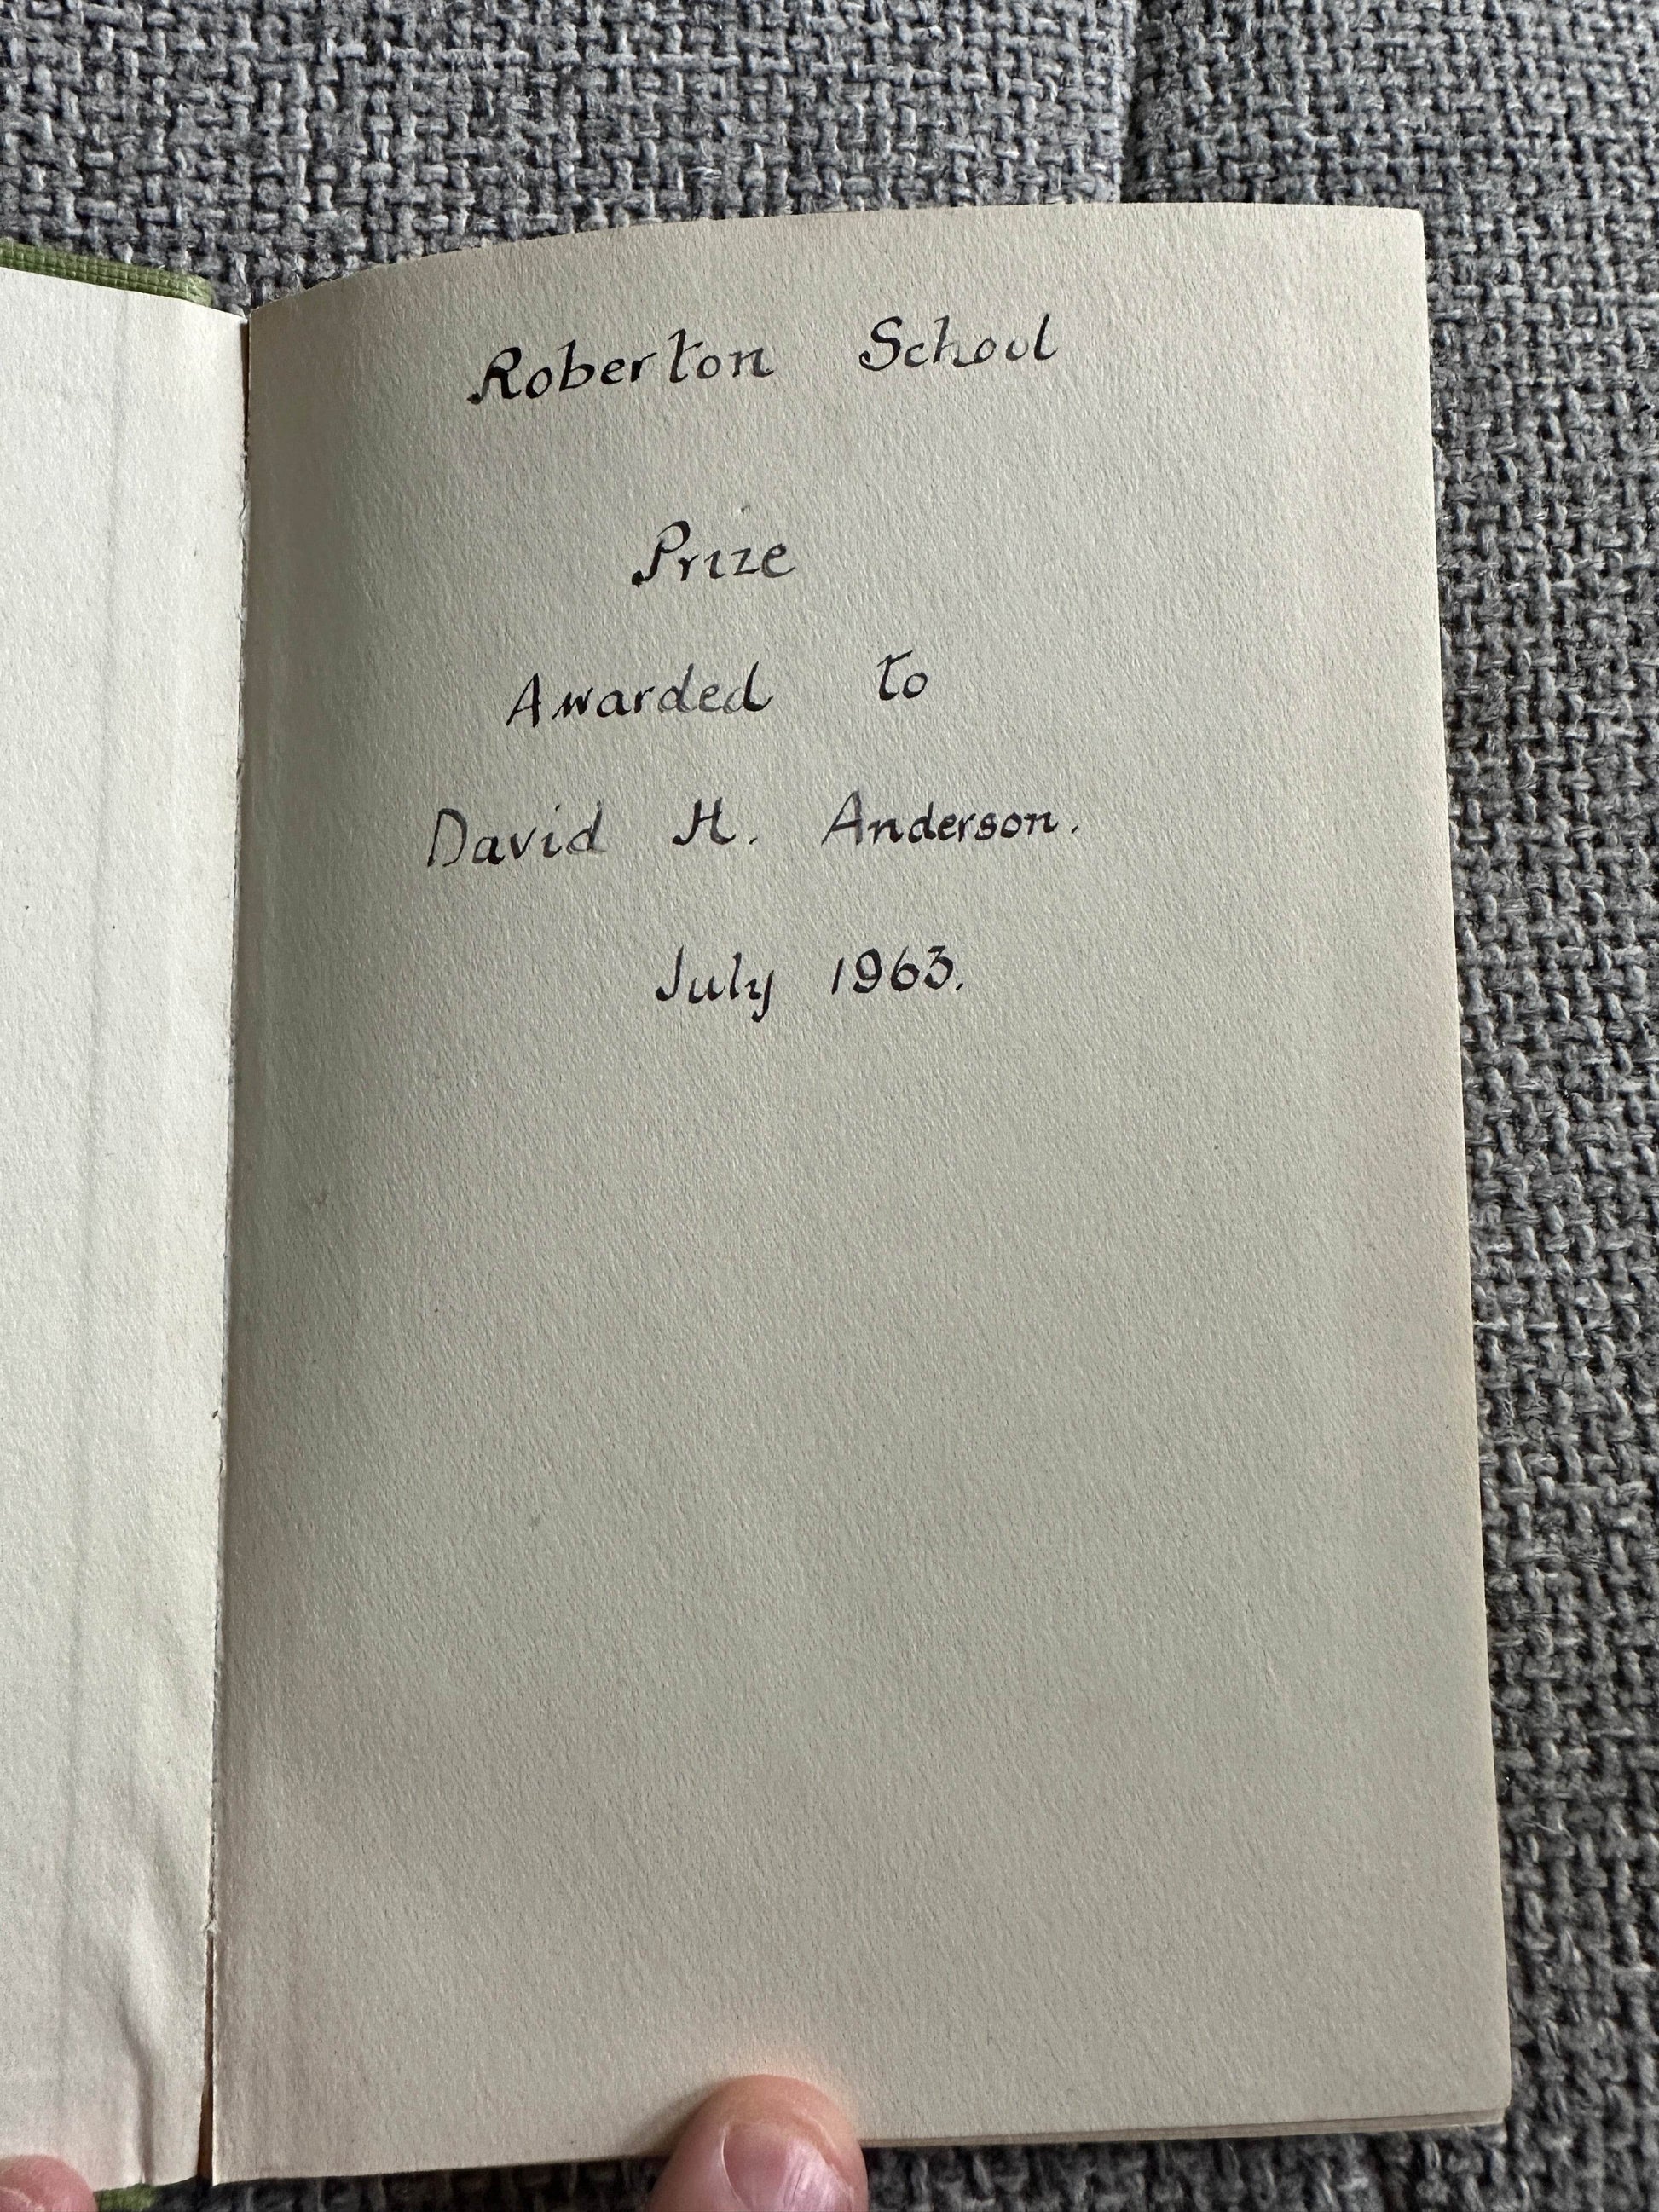 Roberton School
Prize
Awarded to
David H. Anderson.
July 1963.